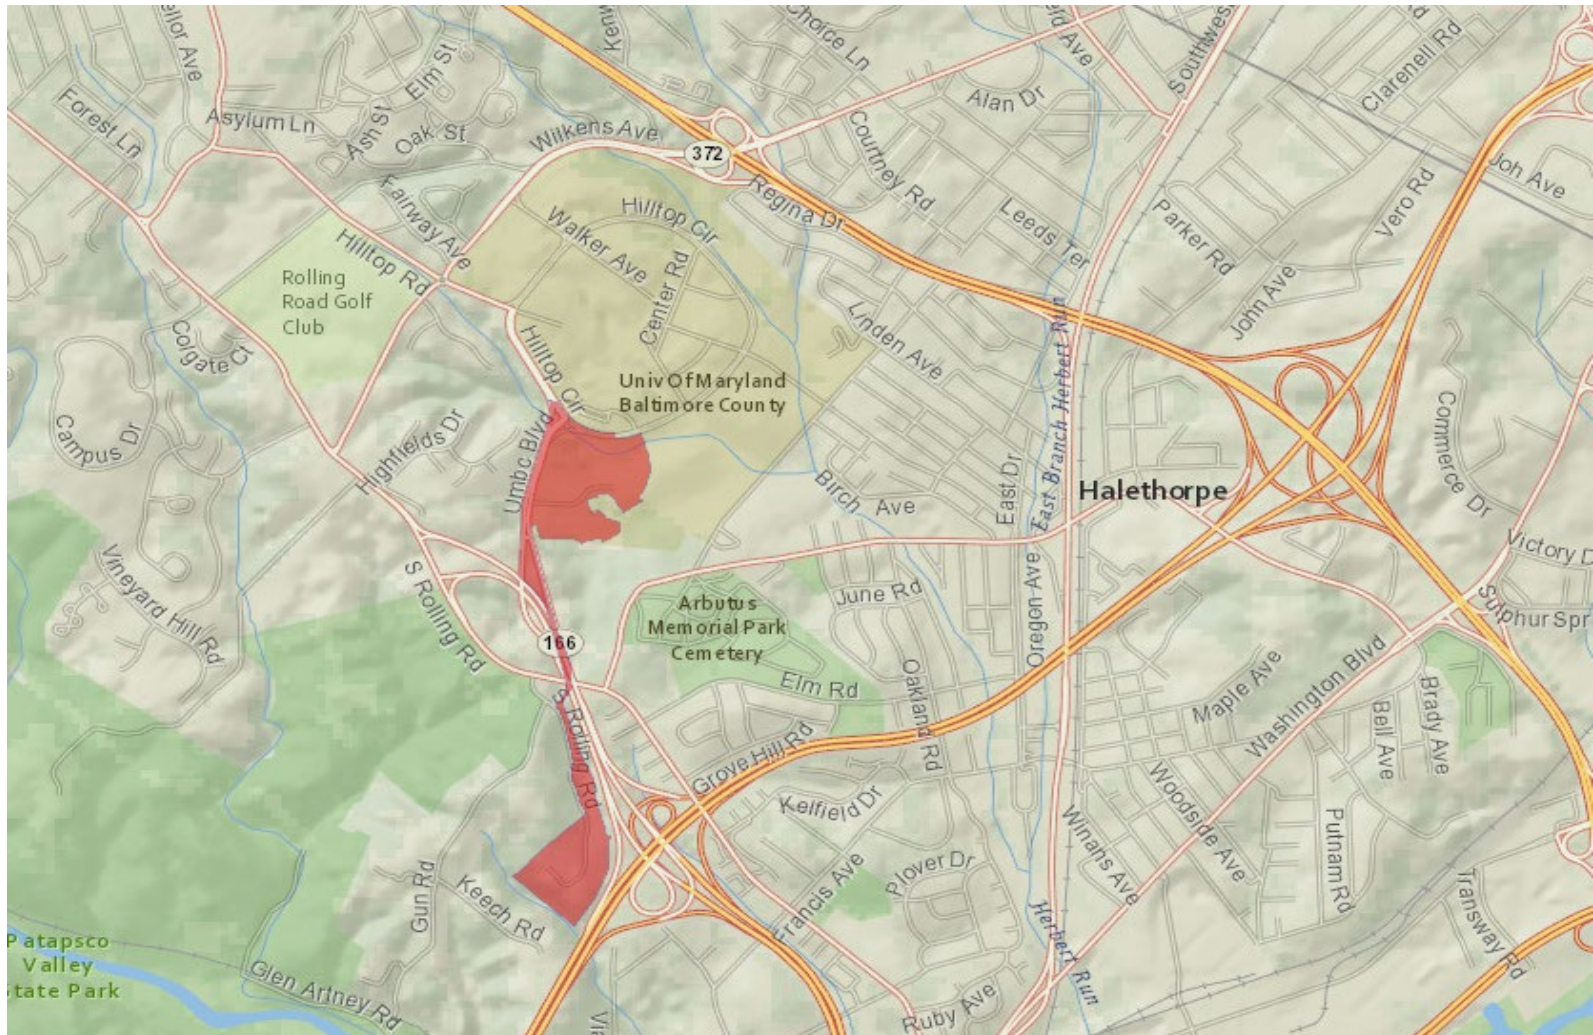 Forest Ln
Asylum Ln
Ash St
Elm St
Oak St
Wilkens Ave
372
Choice Ln
Alan Dr
Courtney Rd
Regina Dr
Leeds Ter
Parker Rd
John Ave
Vero Rd
Joh Ave
Clarenell Rd
Fairway Ave
Hilltop Rd
Walker Ave
Hilltop Cir
Center Rd
Rolling
Road Golf
Club
Colgate Ct
Campus Dr
Highfields Dr
Hilltop Cir
Umbc Blvd
Univ Of Maryland
Baltimore County
Linden Ave
East Branch Herbert Run
East Dr
Birch Ave
Halethorpe
Commerce Dr
Vineyard Hill Rd
S Rolling Rd
166
Arbutus
Memorial Park
Cemetery
June Rd
Oregon Ave
Elm Rd
Oakland Rd
Maple Ave
Washington Blvd
Bell Ave
Brady Ave
S Rolling Rd
Grove Hill Rd
Kelfield Dr
Plover Dr
Francis Ave
Winans Ave
Woodside Ave
Putnam Rd
Transway Rd
Gun Rd
Keech Rd
Patapsco
Valley
State Park
Glen Artney Rd
Herbert Run
Ruby Ave